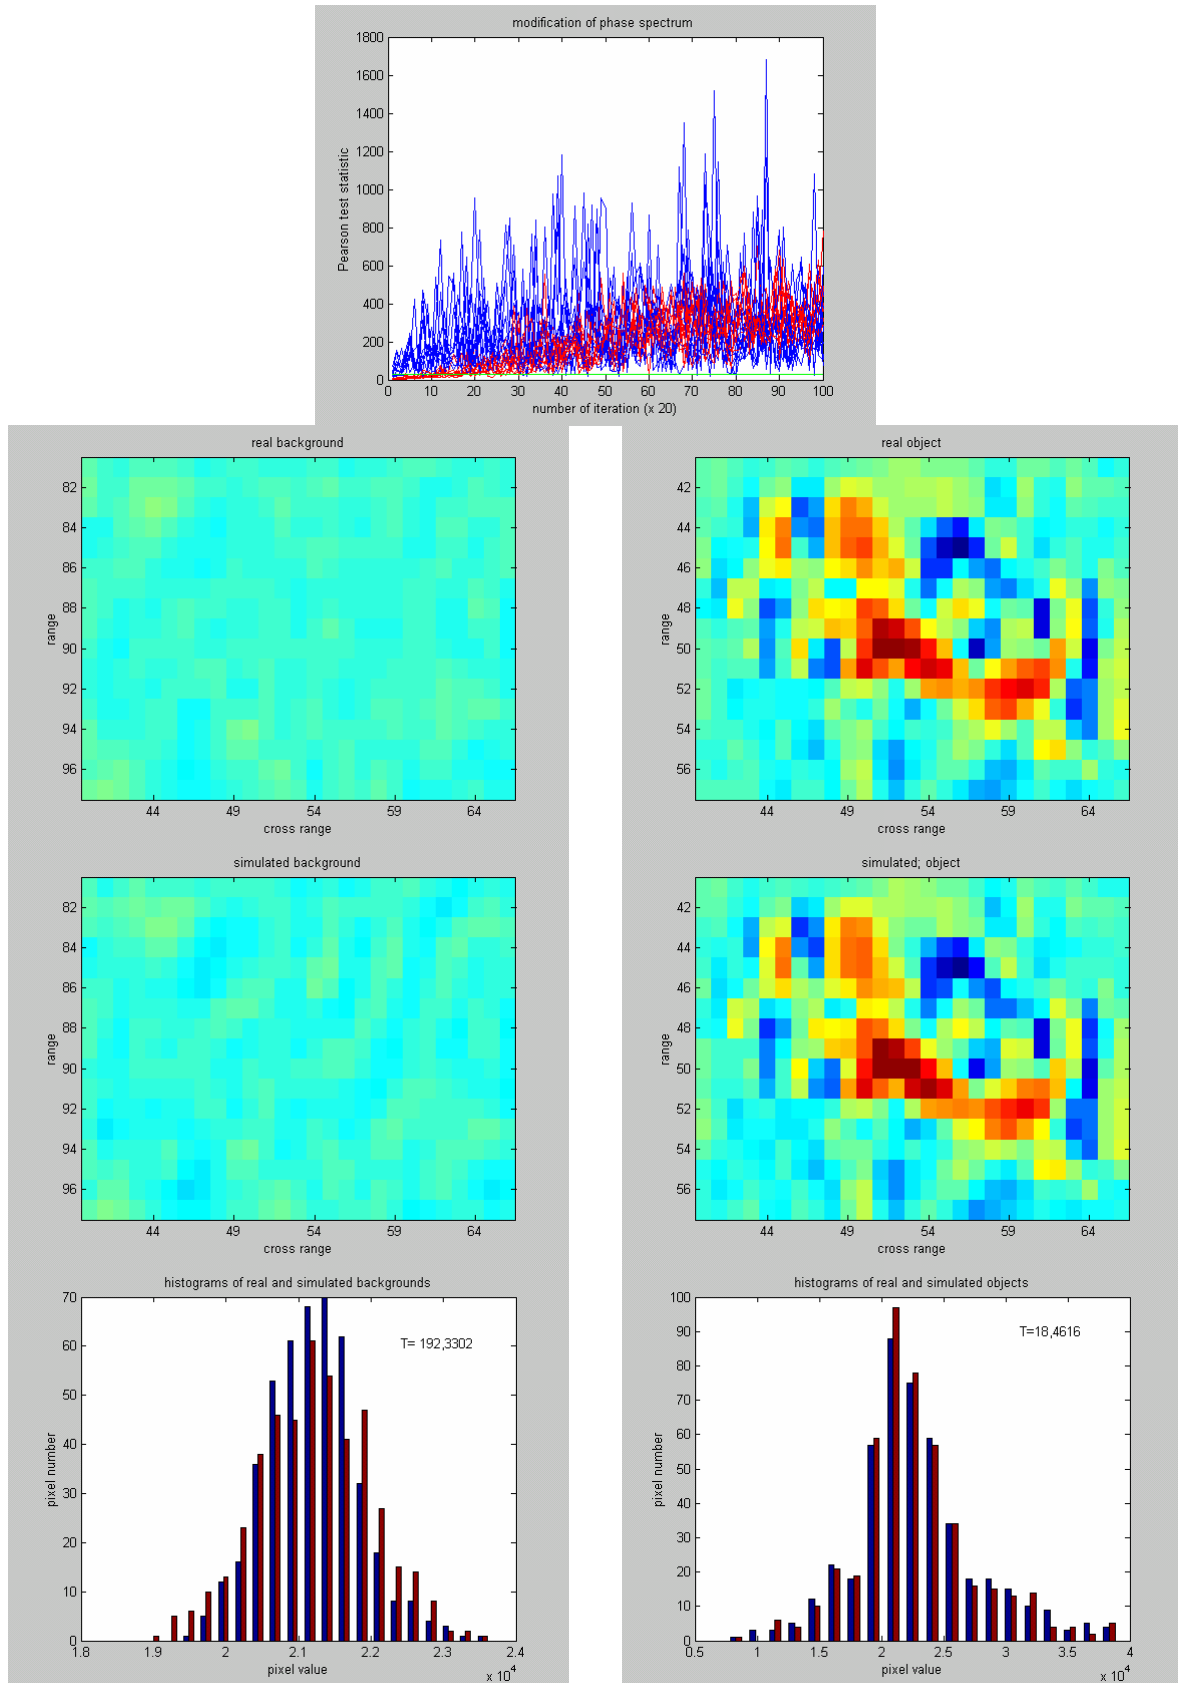 modification of phase spectrum
1800
1600
1400
1200
1000
800
600
400
200
0
Pearson test statistic
0 10 20 30 40 50 60 70 80 90 100
number of iteration (x 20)
real background
82
84
86
88
90
92
94
96
range
44 49 54 59 64
cross range
real object
42
44
46
48
50
52
54
56
range
44 49 54 59 64
cross range
simulated background
82
84
86
88
90
92
94
96
range
44 49 54 59 64
cross range
simulated; object
42
44
46
48
50
52
54
56
range
44 49 54 59 64
cross range
histograms of real and simulated backgrounds
70
60
50
40
30
20
10
0
pixel number
T= 192,3302
1.8 1.9 2 2.1 2.2 2.3 2.4
pixel value
x 10^4
histograms of real and simulated objects
100
90
80
70
60
50
40
30
20
10
0
pixel number
T=18,4616
0.5 1 1.5 2 2.5 3 3.5 4
pixel value
x 10^4